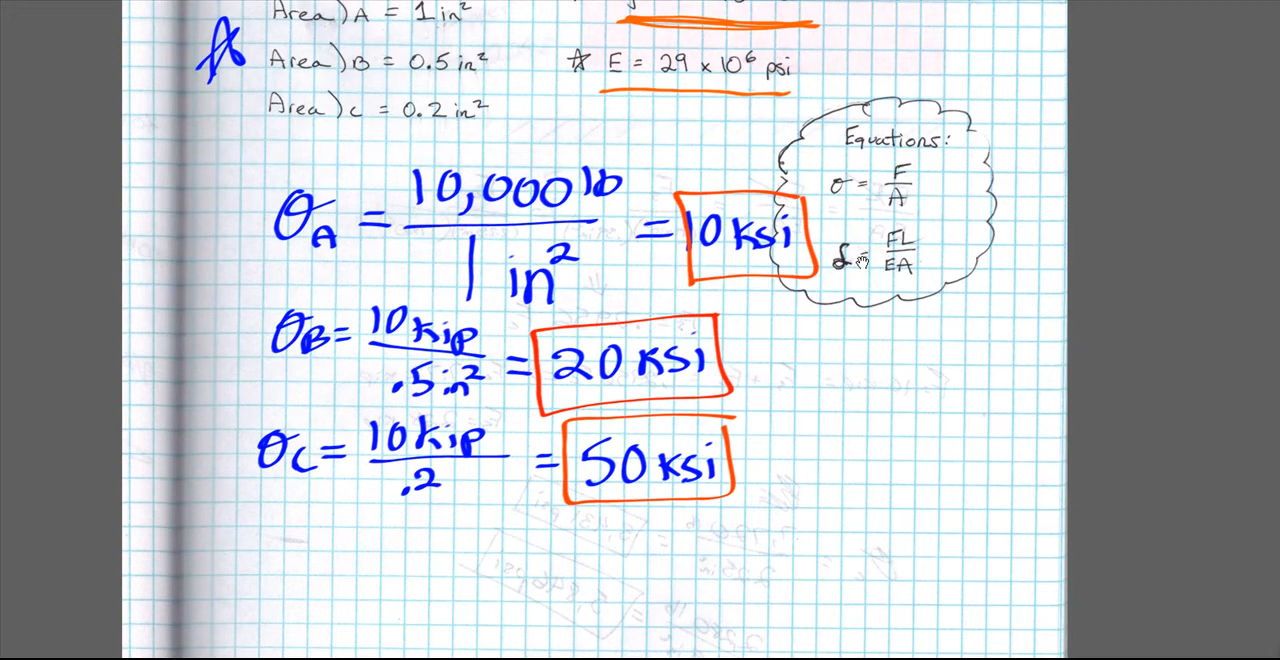 Area)A = 1 in²
Area)B = 0.5 in²
☆ E = 29 x 10⁶ psi
Area)C = 0.2 in²
Equations:
σ = F/A
δ = FL/EA
A
σA = 10,000 lb / 1 in² = 10 ksi
σB = 10 kip / .5 in² = 20 ksi
σC = 10 kip / .2 = 50 ksi